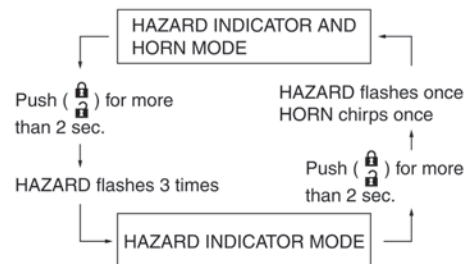 HAZARD INDICATOR AND
HORN MODE
Push ( ) for more
than 2 sec.
HAZARD flashes 3 times
HAZARD INDICATOR MODE
Push ( ) for more
than 2 sec.
HAZARD flashes once
HORN chirps once